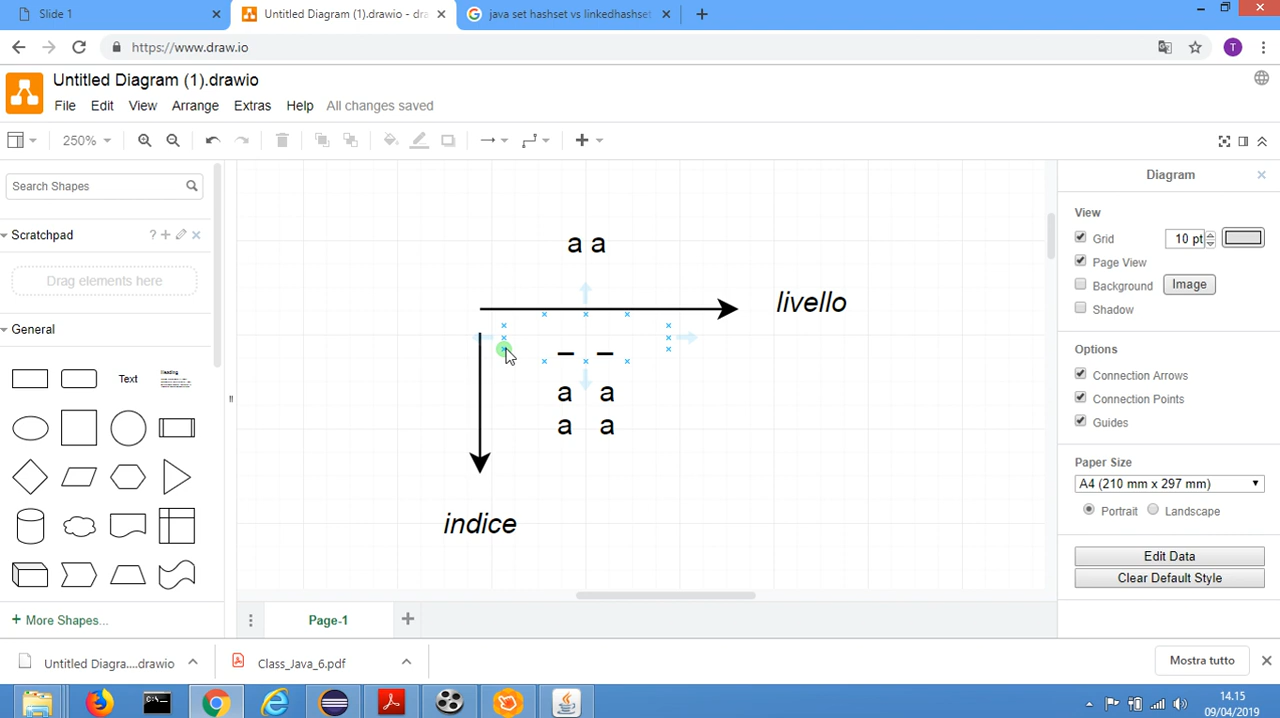 Slide 1
Untitled Diagram (1).drawio - dra
java set hashset vs linkedhashset
https://www.draw.io
T
Untitled Diagram (1).drawio
File Edit View Arrange Extras Help All changes saved
250%
Search Shapes
Scratchpad
?
Drag elements here
General
Text
Heading
More Shapes...
a a
livello
_ _
a a
a a
indice
Diagram
View
Grid 10 pt
Page View
Background Image
Shadow
Options
Connection Arrows
Connection Points
Guides
Paper Size
A4 (210 mm x 297 mm)
Portrait Landscape
Edit Data
Clear Default Style
Page-1
Untitled Diagra....drawio
Class_Java_6.pdf
Mostra tutto
14.15
09/04/2019